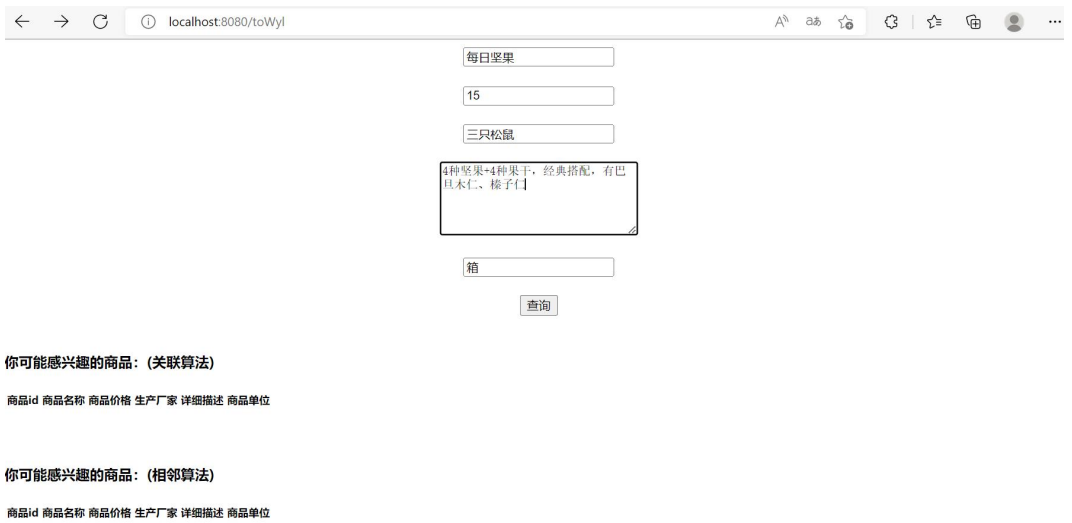 localhost:8080/toWyl
每日坚果
15
三只松鼠
4种坚果+4种果干，经典搭配，有巴
旦木仁、榛子仁
箱
查询
你可能感兴趣的商品：(关联算法)
商品id 商品名称 商品价格 生产厂家 详细描述 商品单位
你可能感兴趣的商品：(相邻算法)
商品id 商品名称 商品价格 生产厂家 详细描述 商品单位